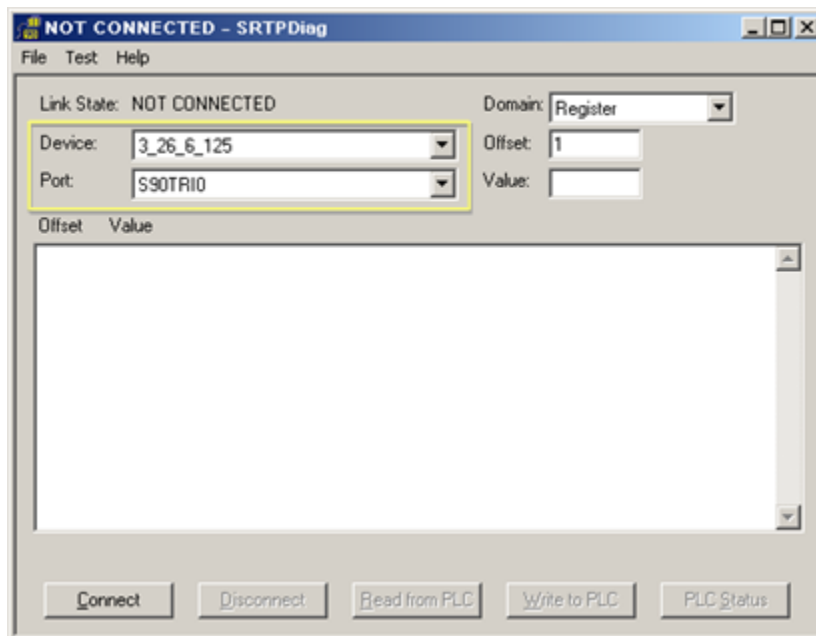 NOT CONNECTED - SRTPDiag
File Test Help
Link State: NOT CONNECTED
Domain: Register
Device: 3_26_6_125
Offset: 1
Port: S90TRI0
Value:
Offset Value
Connect Disconnect Read from PLC Write to PLC PLC Status